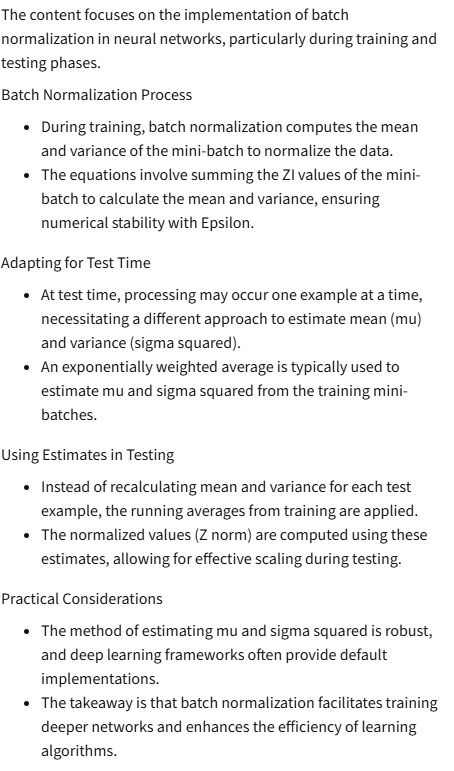 The content focuses on the implementation of batch
normalization in neural networks, particularly during training and
testing phases.
Batch Normalization Process
• During training, batch normalization computes the mean
and variance of the mini-batch to normalize the data.
• The equations involve summing the ZI values of the mini-
batch to calculate the mean and variance, ensuring
numerical stability with Epsilon.
Adapting for Test Time
• At test time, processing may occur one example at a time,
necessitating a different approach to estimate mean (mu)
and variance (sigma squared).
• An exponentially weighted average is typically used to
estimate mu and sigma squared from the training mini-
batches.
Using Estimates in Testing
• Instead of recalculating mean and variance for each test
example, the running averages from training are applied.
• The normalized values (Z norm) are computed using these
estimates, allowing for effective scaling during testing.
Practical Considerations
• The method of estimating mu and sigma squared is robust,
and deep learning frameworks often provide default
implementations.
• The takeaway is that batch normalization facilitates training
deeper networks and enhances the efficiency of learning
algorithms.